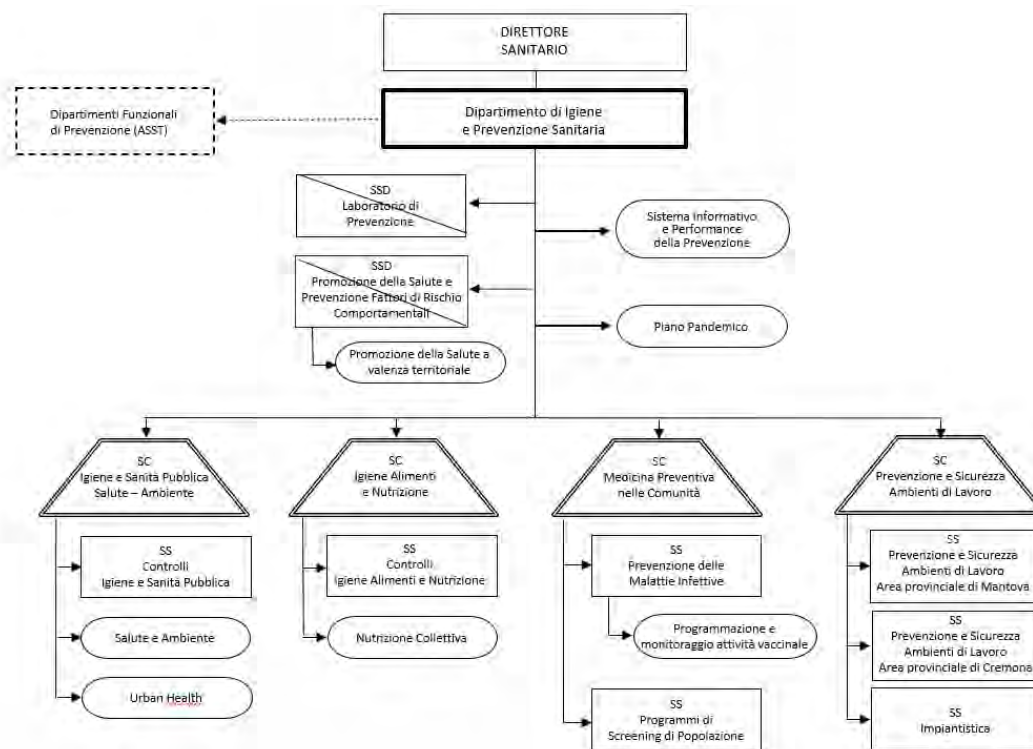 DIRETTORE
SANITARIO
Dipartimenti Funzionali
di Prevenzione (ASST)
Dipartimento di Igiene
e Prevenzione Sanitaria
SSD
Laboratorio di
Prevenzione
Sistema Informativo
e Performance
della Prevenzione
SSD
Promozione della Salute e
Prevenzione Fattori di Rischio
Comportamentali
Piano Pandemico
Promozione della Salute a
valenza territoriale
SC
Igiene e Sanità Pubblica
Salute – Ambiente
SS
Controlli
Igiene e Sanità Pubblica
Salute e Ambiente
Urban Health
SC
Igiene Alimenti
e Nutrizione
SS
Controlli
Igiene Alimenti e Nutrizione
Nutrizione Collettiva
SC
Medicina Preventiva
nelle Comunità
SS
Prevenzione delle
Malattie Infettive
Programmazione e
monitoraggio attività vaccinale
SS
Programmi di
Screening di Popolazione
SC
Prevenzione e Sicurezza
Ambienti di Lavoro
SS
Prevenzione e Sicurezza
Ambienti di Lavoro
Area provinciale di Mantova
SS
Prevenzione e Sicurezza
Ambienti di Lavoro
Area provinciale di Cremona
SS
Impiantistica